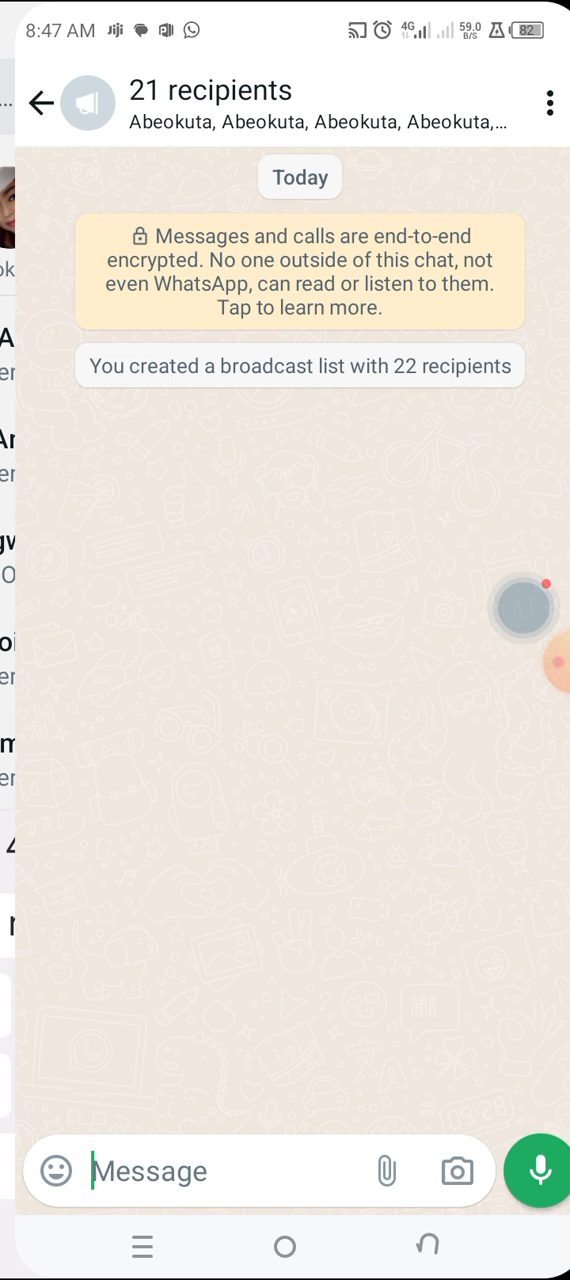 8:47 AM Jiji 4G 59.0 B/S 82
21 recipients
Abeokuta, Abeokuta, Abeokuta, Abeokuta,...
Today
Messages and calls are end-to-end
encrypted. No one outside of this chat, not
even WhatsApp, can read or listen to them.
Tap to learn more.
You created a broadcast list with 22 recipients
Message